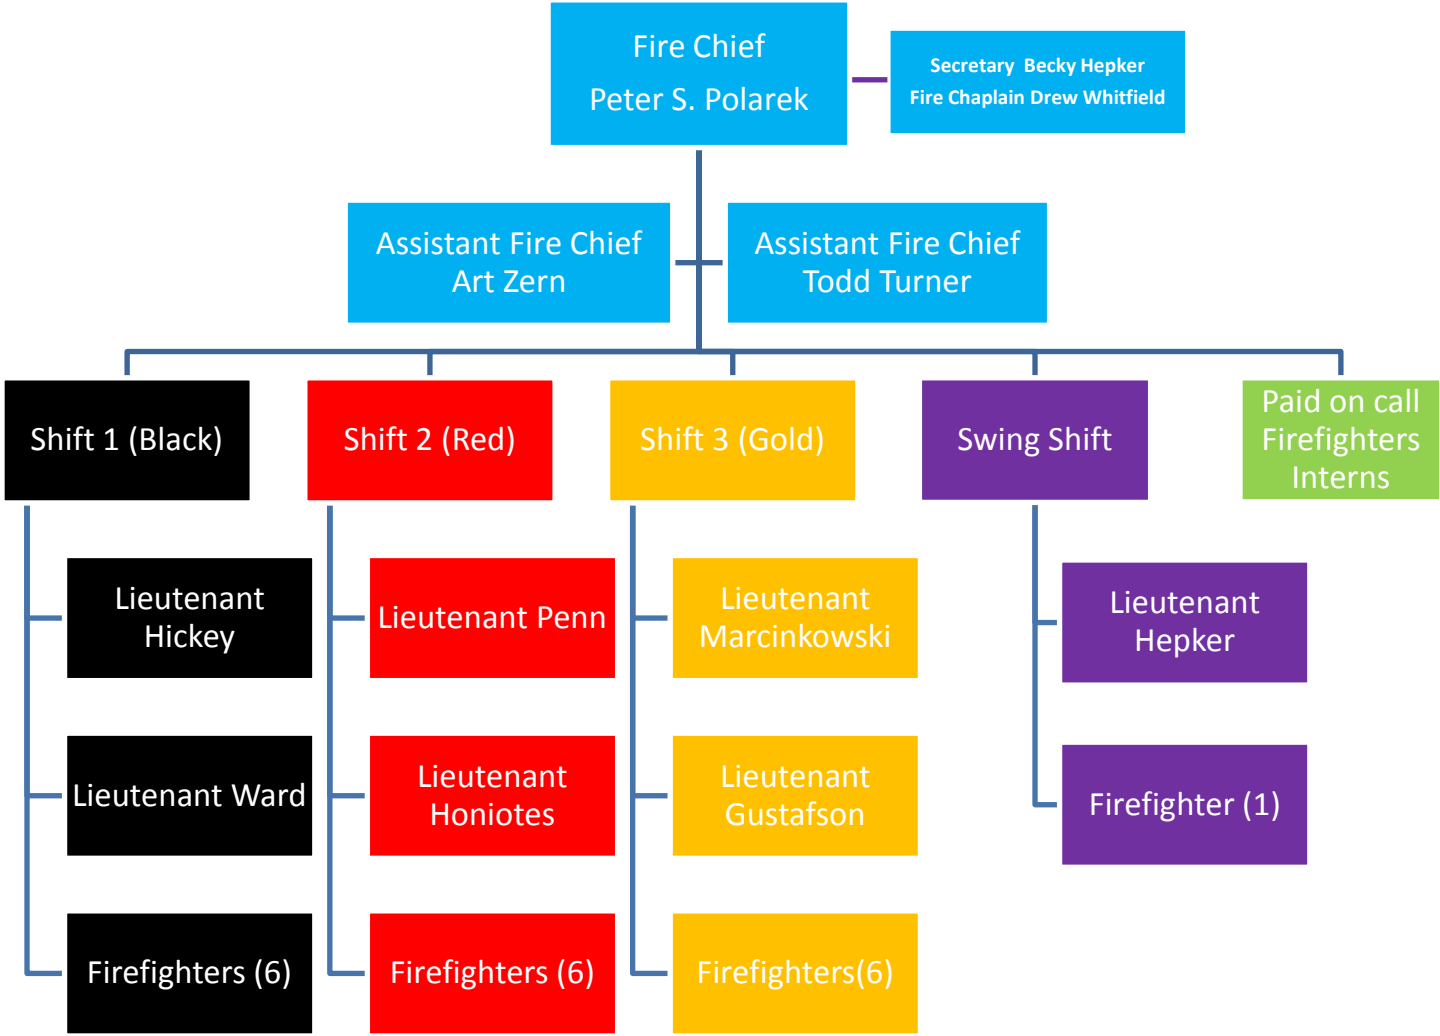 Fire Chief
Peter S. Polarek
Secretary Becky Hepker
Fire Chaplain Drew Whitfield
Assistant Fire Chief
Art Zern
Assistant Fire Chief
Todd Turner
Shift 1 (Black)
Shift 2 (Red)
Shift 3 (Gold)
Swing Shift
Paid on call
Firefighters
Interns
Lieutenant
Hickey
Lieutenant Penn
Lieutenant
Marcinkowski
Lieutenant
Hepker
Lieutenant Ward
Lieutenant
Honiotes
Lieutenant
Gustafson
Firefighter (1)
Firefighters (6)
Firefighters (6)
Firefighters(6)